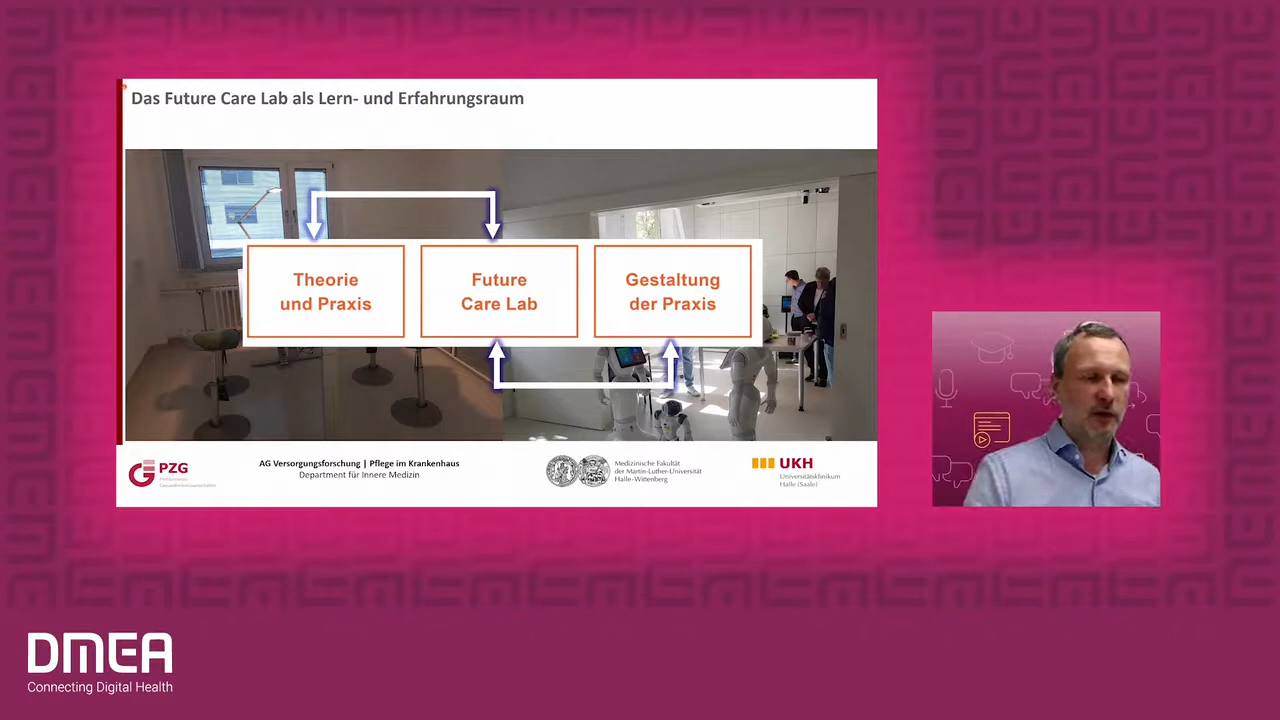 Das Future Care Lab als Lern- und Erfahrungsraum
Theorie
und Praxis
Future
Care Lab
Gestaltung
der Praxis
PZG
AG Versorgungsforschung | Pflege im Krankenhaus
Department für Innere Medizin
Medizinische Fakultät
der Martin-Luther-Universität
Halle-Wittenberg
UKH
Universitätsklinikum
Halle (Saale)
DMEA
Connecting Digital Health